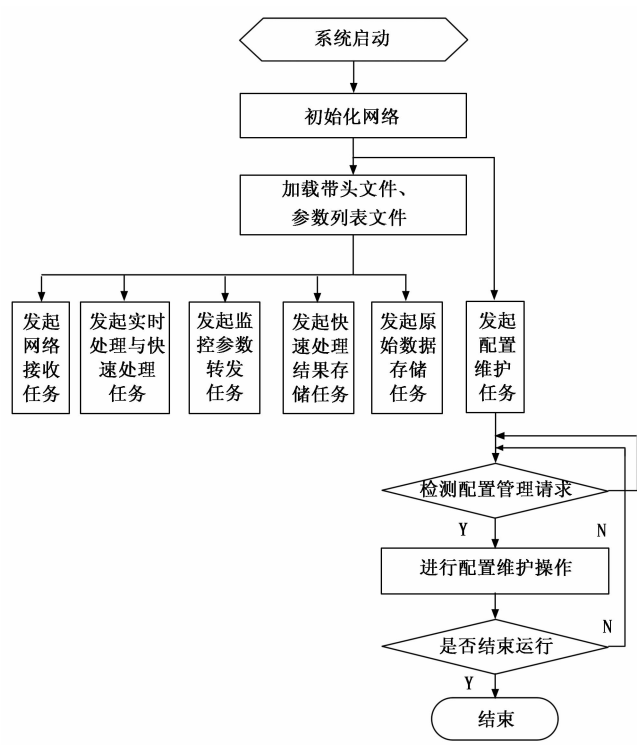 系统启动
初始化网络
加载带头文件、
参数列表文件
发起
网络
接收
任务
发起实时
处理与快
速处理
任务
发起监
控参数
转发
任务
发起快
速处理
结果存
储任务
发起原
始数据
存储
任务
发起
配置
维护
任务
检测配置管理请求
Y
N
进行配置维护操作
是否结束运行
N
Y
结束